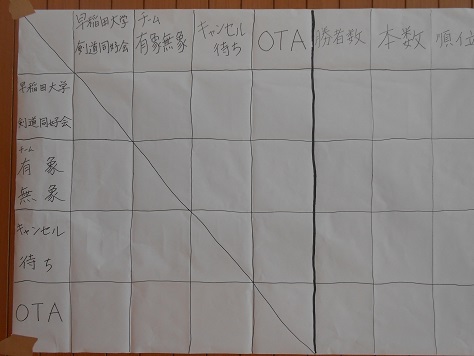 早稲田大学
剣道同好会
チーム
有象無象
キャンセル
待ち
OTA
勝者数
本数
順位
早稲田大学
剣道同好会
チーム
有象
無象
キャンセル
待ち
OTA